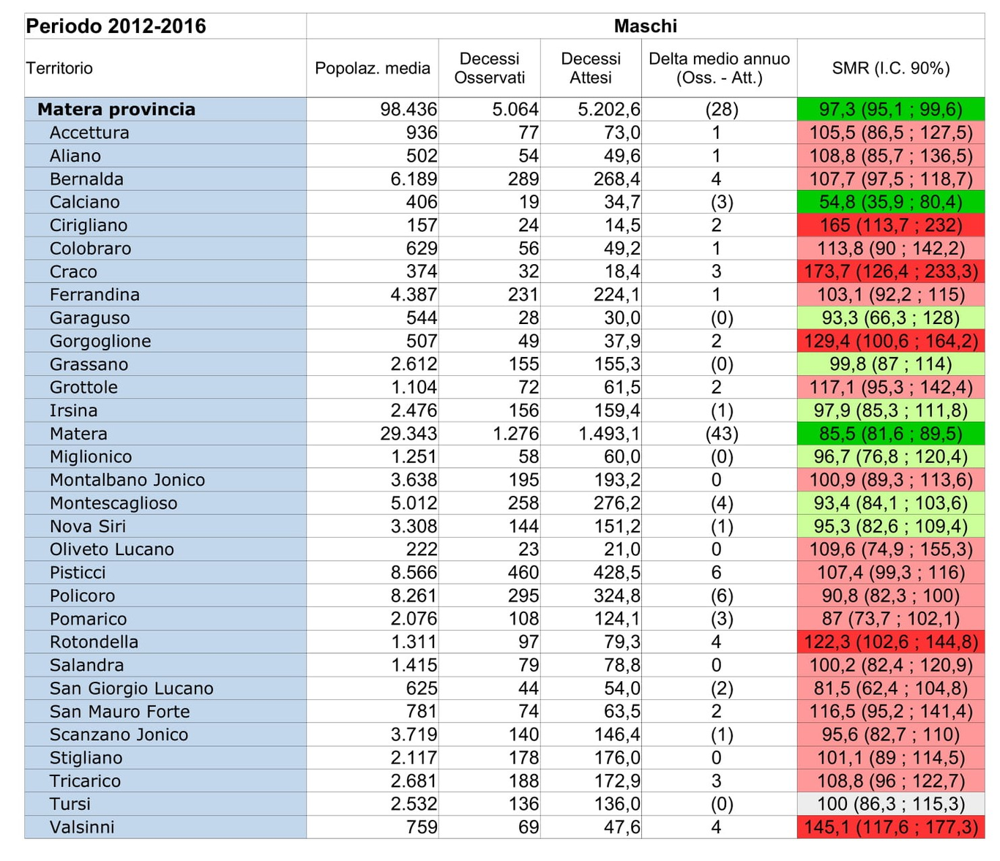 Periodo 2012-2016 Maschi
Territorio Popolaz. media Decessi Osservati Decessi Attesi Delta medio annuo (Oss. - Att.) SMR (I.C. 90%)
Matera provincia 98.436 5.064 5.202,6 (28) 97,3 (95,1 ; 99,6)
Accettura 936 77 73,0 1 105,5 (86,5 ; 127,5)
Aliano 502 54 49,6 1 108,8 (85,7 ; 136,5)
Bernalda 6.189 289 268,4 4 107,7 (97,5 ; 118,7)
Calciano 406 19 34,7 (3) 54,8 (35,9 ; 80,4)
Cirigliano 157 24 14,5 2 165 (113,7 ; 232)
Colobraro 629 56 49,2 1 113,8 (90 ; 142,2)
Craco 374 32 18,4 3 173,7 (126,4 ; 233,3)
Ferrandina 4.387 231 224,1 1 103,1 (92,2 ; 115)
Garaguso 544 28 30,0 (0) 93,3 (66,3 ; 128)
Gorgoglione 507 49 37,9 2 129,4 (100,6 ; 164,2)
Grassano 2.612 155 155,3 (0) 99,8 (87 ; 114)
Grottole 1.104 72 61,5 2 117,1 (95,3 ; 142,4)
Irsina 2.476 156 159,4 (1) 97,9 (85,3 ; 111,8)
Matera 29.343 1.276 1.493,1 (43) 85,5 (81,6 ; 89,5)
Miglionico 1.251 58 60,0 (0) 96,7 (76,8 ; 120,4)
Montalbano Jonico 3.638 195 193,2 0 100,9 (89,3 ; 113,6)
Montescaglioso 5.012 258 276,2 (4) 93,4 (84,1 ; 103,6)
Nova Siri 3.308 144 151,2 (1) 95,3 (82,6 ; 109,4)
Oliveto Lucano 222 23 21,0 0 109,6 (74,9 ; 155,3)
Pisticci 8.566 460 428,5 6 107,4 (99,3 ; 116)
Policoro 8.261 295 324,8 (6) 90,8 (82,3 ; 100)
Pomarico 2.076 108 124,1 (3) 87 (73,7 ; 102,1)
Rotondella 1.311 97 79,3 4 122,3 (102,6 ; 144,8)
Salandra 1.415 79 78,8 0 100,2 (82,4 ; 120,9)
San Giorgio Lucano 625 44 54,0 (2) 81,5 (62,4 ; 104,8)
San Mauro Forte 781 74 63,5 2 116,5 (95,2 ; 141,4)
Scanzano Jonico 3.719 140 146,4 (1) 95,6 (82,7 ; 110)
Stigliano 2.117 178 176,0 0 101,1 (89 ; 114,5)
Tricarico 2.681 188 172,9 3 108,8 (96 ; 122,7)
Tursi 2.532 136 136,0 (0) 100 (86,3 ; 115,3)
Valsinni 759 69 47,6 4 145,1 (117,6 ; 177,3)